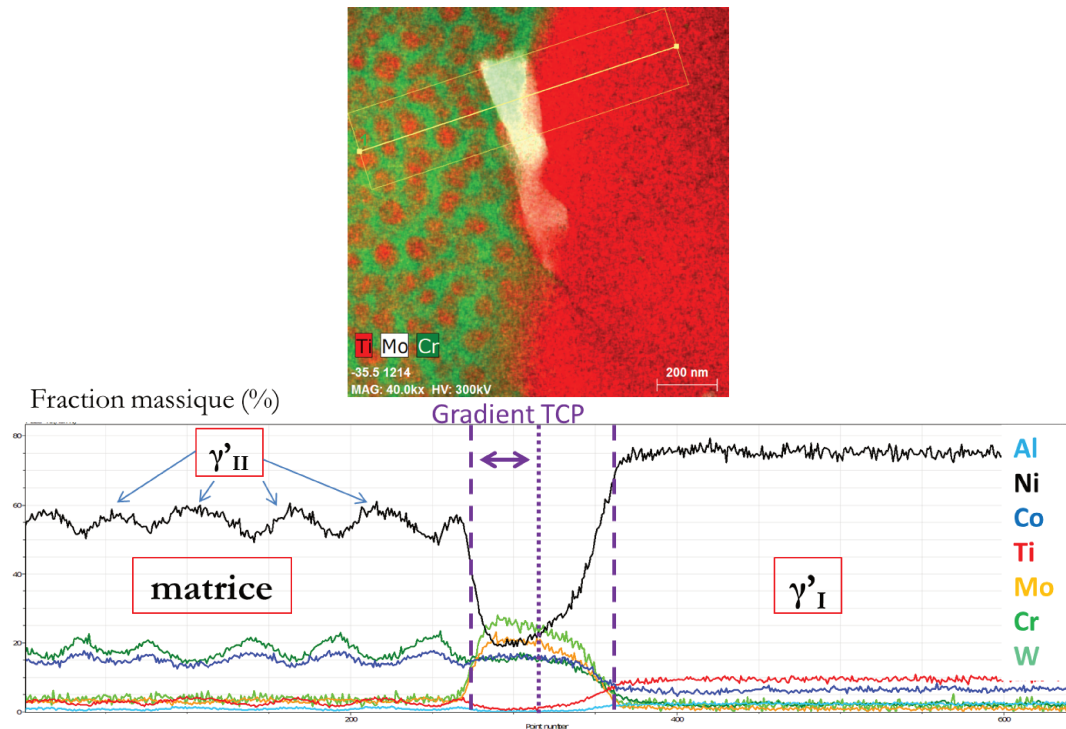 Ti Mo Cr
-35.5 1214
MAG: 40.0kx HV: 300kV
200 nm
Fraction massique (%)
Gradient TCP
80
60
40
20
0
γ'II
matrice
γ'I
Al
Ni
Co
Ti
Mo
Cr
W
200
400
600
Point number